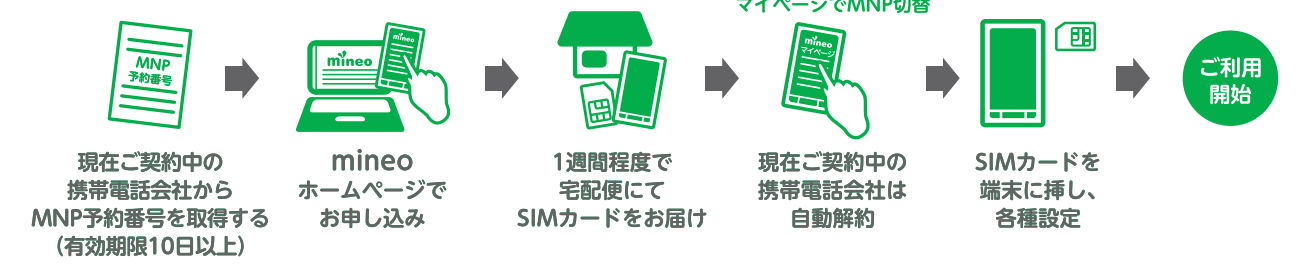 マイページでMNP切替
MNP
予約番号
mineo
mineo
mineo
マイページ
ご利用
開始
現在ご契約中の
携帯電話会社から
MNP予約番号を取得する
（有効期限10日以上）
mineo
ホームページで
お申し込み
1週間程度で
宅配便にて
SIMカードをお届け
現在ご契約中の
携帯電話会社は
自動解約
SIMカードを
端末に挿し、
各種設定